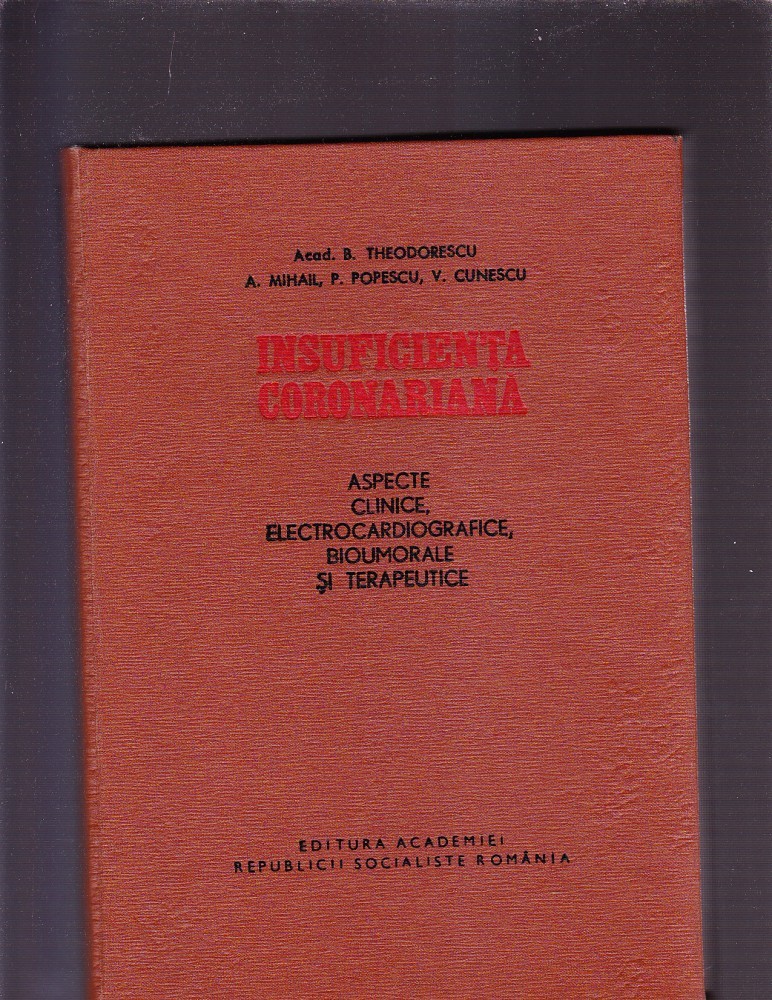 Acad. B. THEODORESCU
A. MIHAIL, P. POPESCU, V. CUNESCU
INSUFICIENȚA
CORONARIANĂ
ASPECTE
CLINICE,
ELECTROCARDIOGRAFICE,
BIOUMORALE
ȘI TERAPEUTICE
EDITURA ACADEMIEI
REPUBLICII SOCIALISTE ROMÂNIA